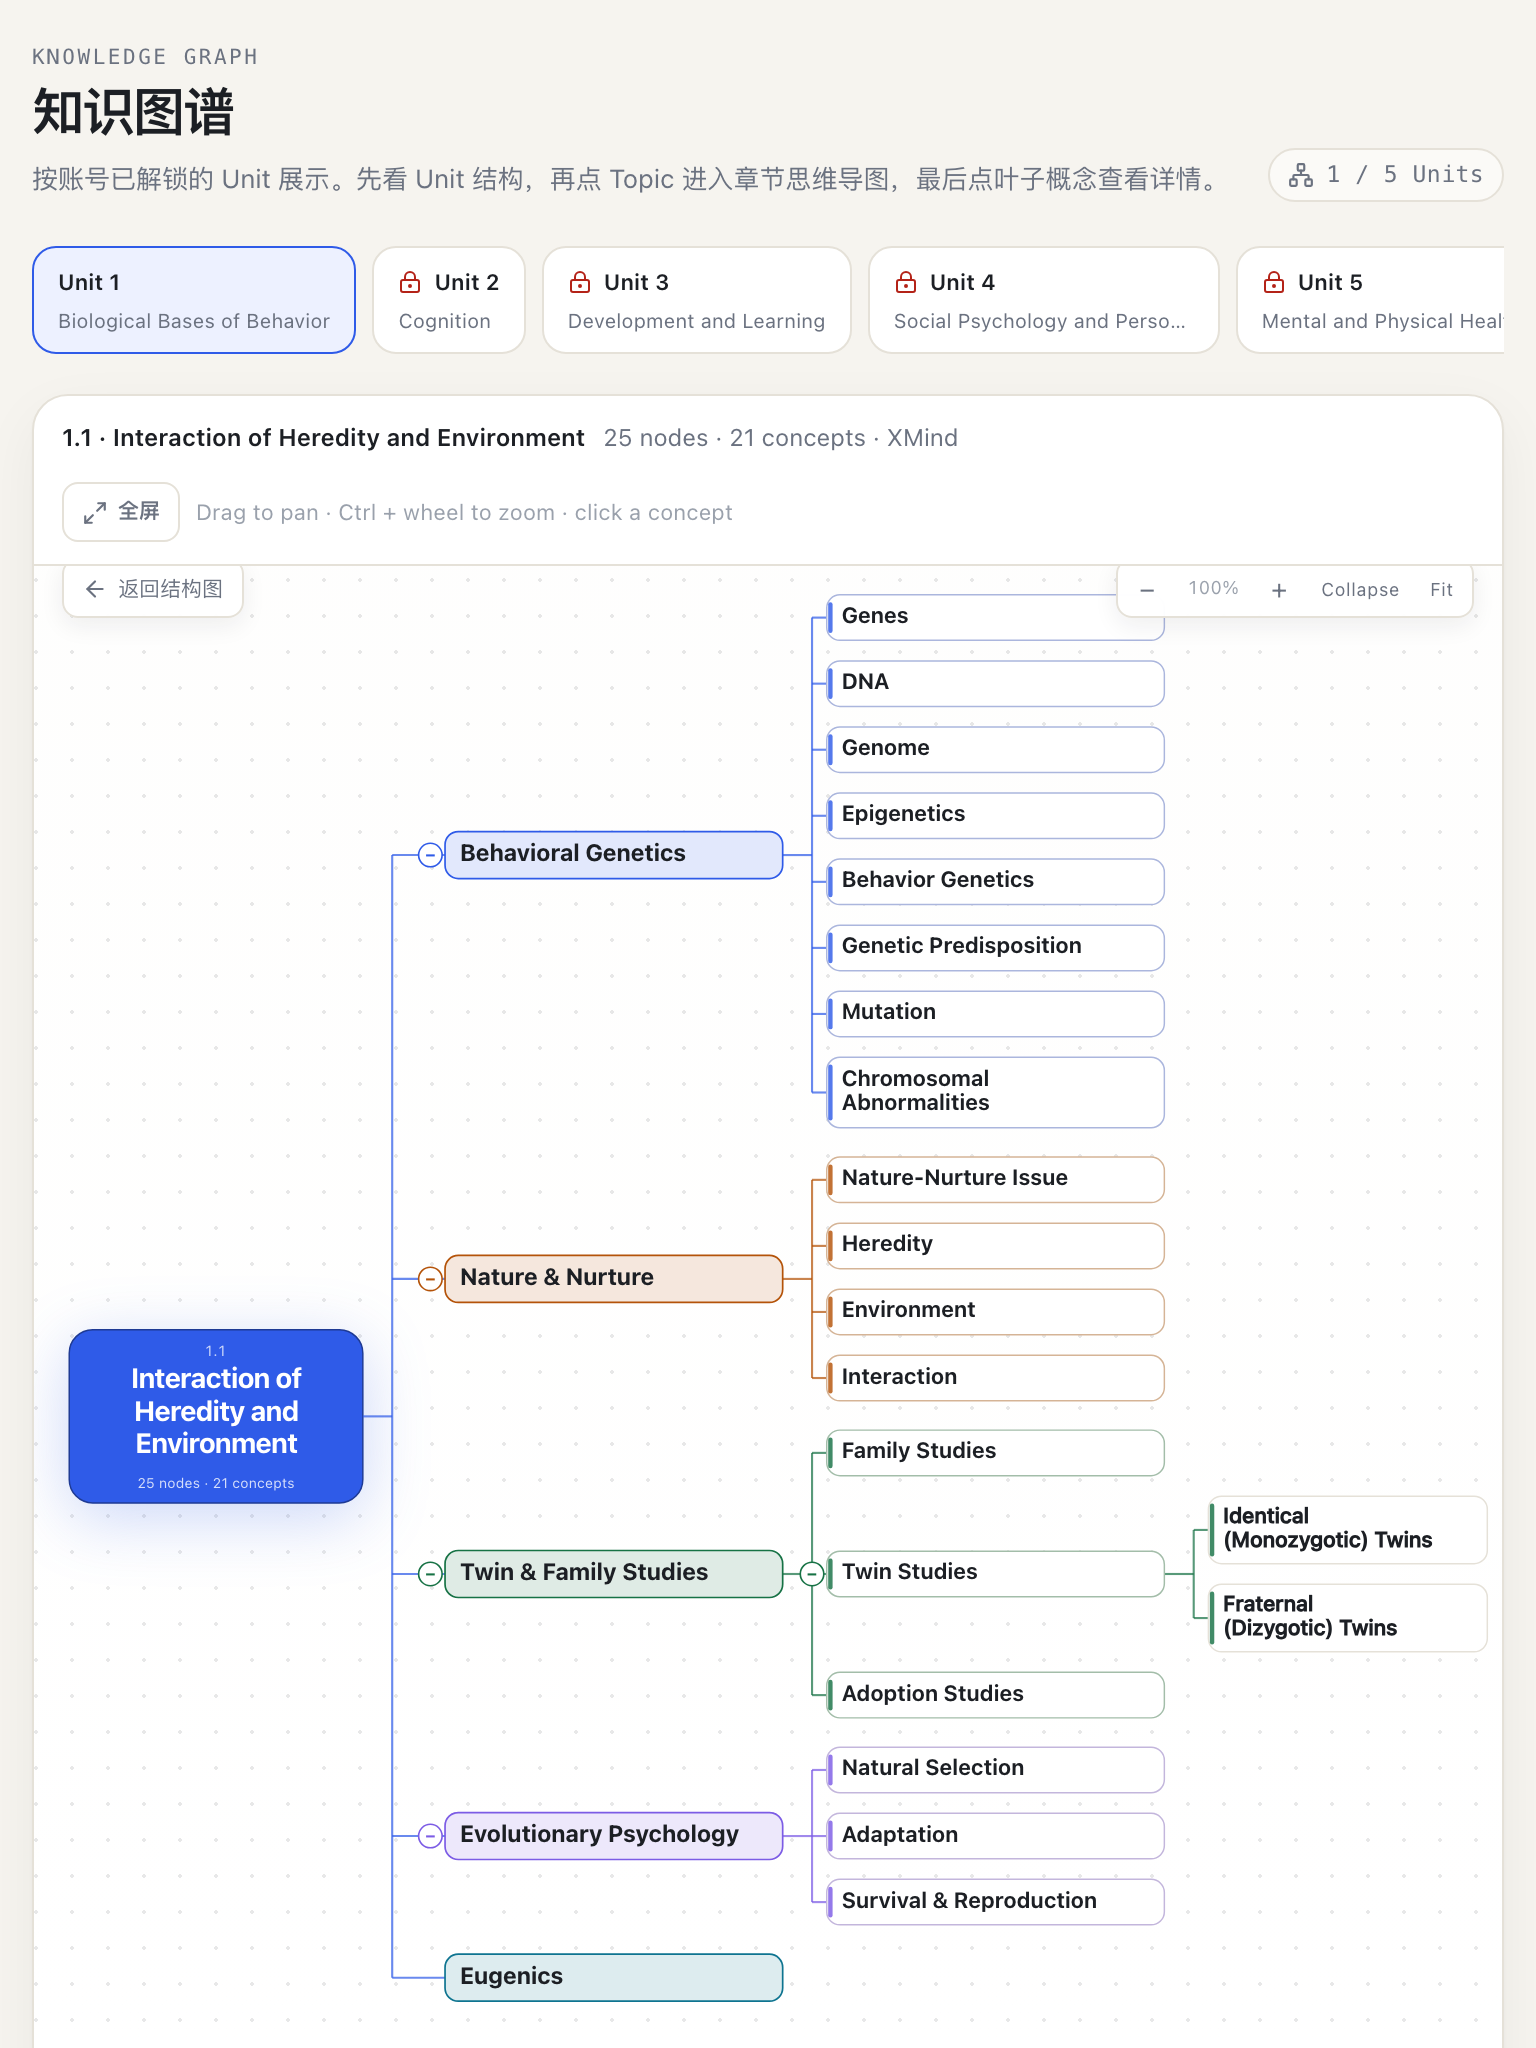 KNOWLEDGE GRAPH
知识图谱
按账号已解锁的 Unit 展示。先看 Unit 结构，再点 Topic 进入章节思维导图，最后点叶子概念查看详情。
1 / 5 Units
Unit 1
Biological Bases of Behavior
Unit 2
Cognition
Unit 3
Development and Learning
Unit 4
Social Psychology and Perso...
Unit 5
Mental and Physical Heal
1.1 · Interaction of Heredity and Environment 25 nodes · 21 concepts · XMind
全屏 Drag to pan · Ctrl + wheel to zoom · click a concept
返回结构图
− 100% + Collapse Fit
1.1
Interaction of
Heredity and
Environment
25 nodes · 21 concepts
Behavioral Genetics
Genes
DNA
Genome
Epigenetics
Behavior Genetics
Genetic Predisposition
Mutation
Chromosomal
Abnormalities
Nature & Nurture
Nature-Nurture Issue
Heredity
Environment
Interaction
Twin & Family Studies
Family Studies
Twin Studies
Identical
(Monozygotic) Twins
Fraternal
(Dizygotic) Twins
Adoption Studies
Evolutionary Psychology
Natural Selection
Adaptation
Survival & Reproduction
Eugenics